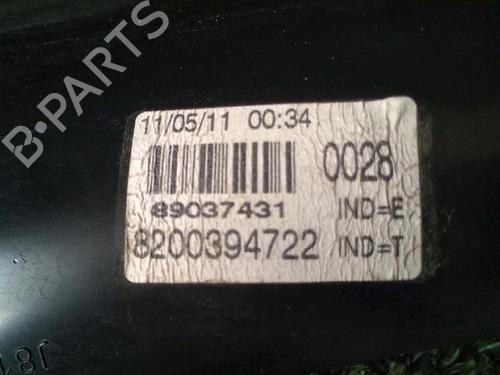 B-PARTS
11/05/11 00:34
0028
89037431 IND=E
8200394722 IND=T